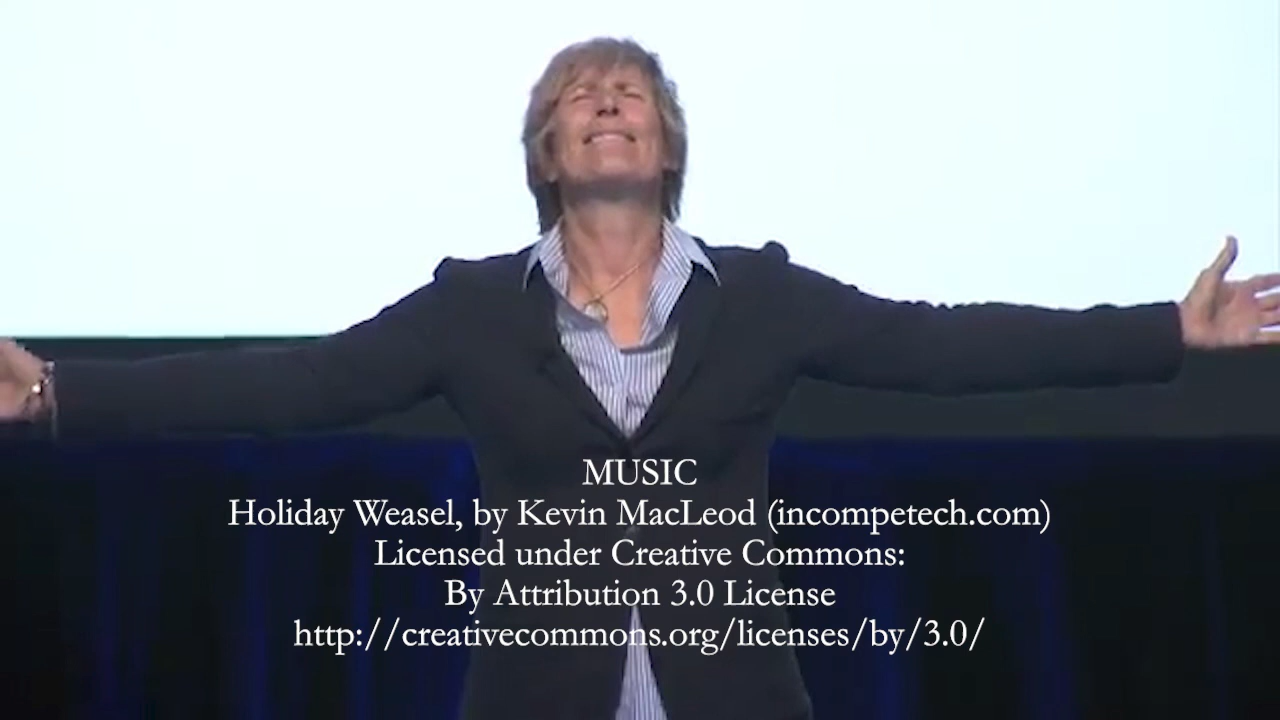 MUSIC
Holiday Weasel, by Kevin MacLeod (incompetech.com)
Licensed under Creative Commons:
By Attribution 3.0 License
http://creativecommons.org/licenses/by/3.0/